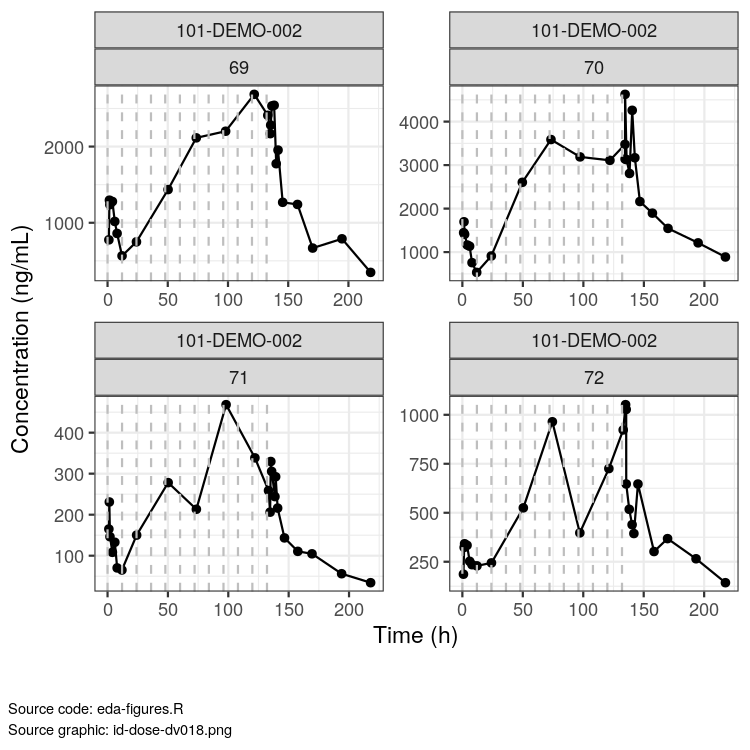 101-DEMO-002 101-DEMO-002
69 70
2000
1000
4000
3000
2000
1000
0 50 100 150 200 0 50 100 150 200
101-DEMO-002 101-DEMO-002
71 72
400
300
200
100
1000
750
500
250
0 50 100 150 200 0 50 100 150 200
Concentration (ng/mL)
Time (h)
Source code: eda-figures.R
Source graphic: id-dose-dv018.png